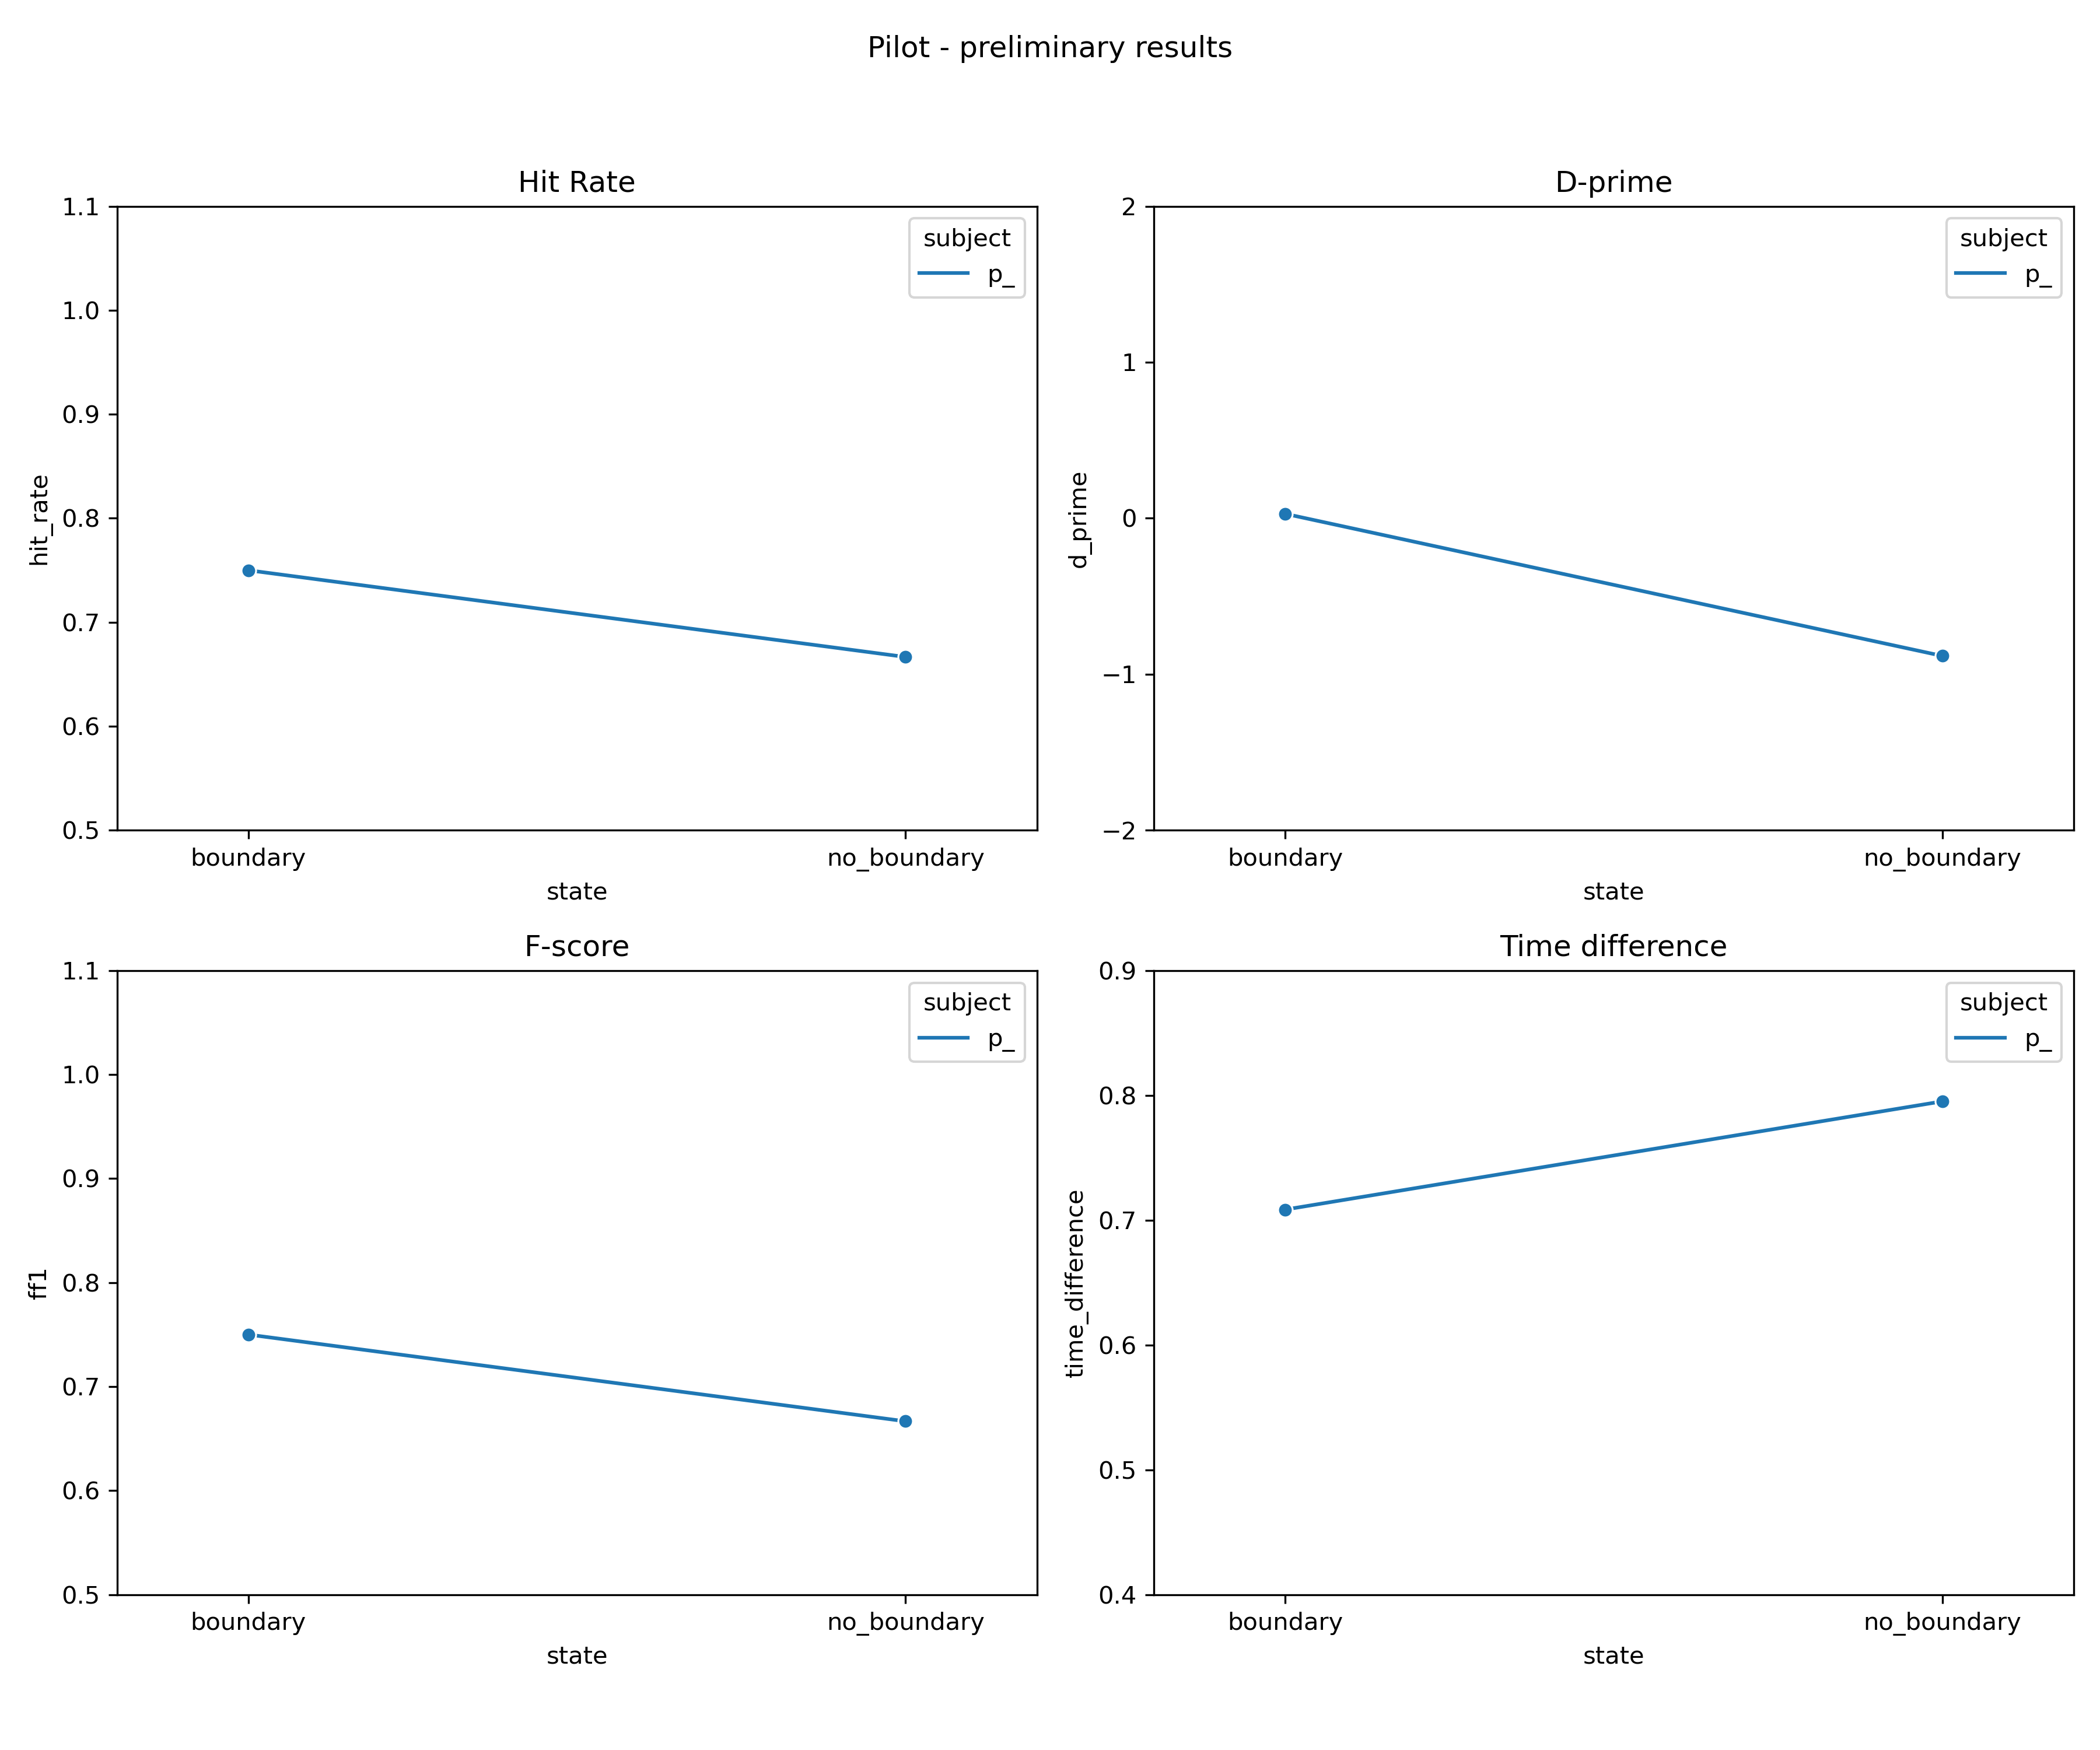 Pilot - preliminary results
Hit Rate
1.1
1.0
0.9
0.8
0.7
0.6
0.5
hit_rate
subject
p_
boundary
no_boundary
state
D-prime
2
1
0
−1
−2
d_prime
subject
p_
boundary
no_boundary
state
F-score
1.1
1.0
0.9
0.8
0.7
0.6
0.5
ff1
subject
p_
boundary
no_boundary
state
Time difference
0.9
0.8
0.7
0.6
0.5
0.4
time_difference
subject
p_
boundary
no_boundary
state